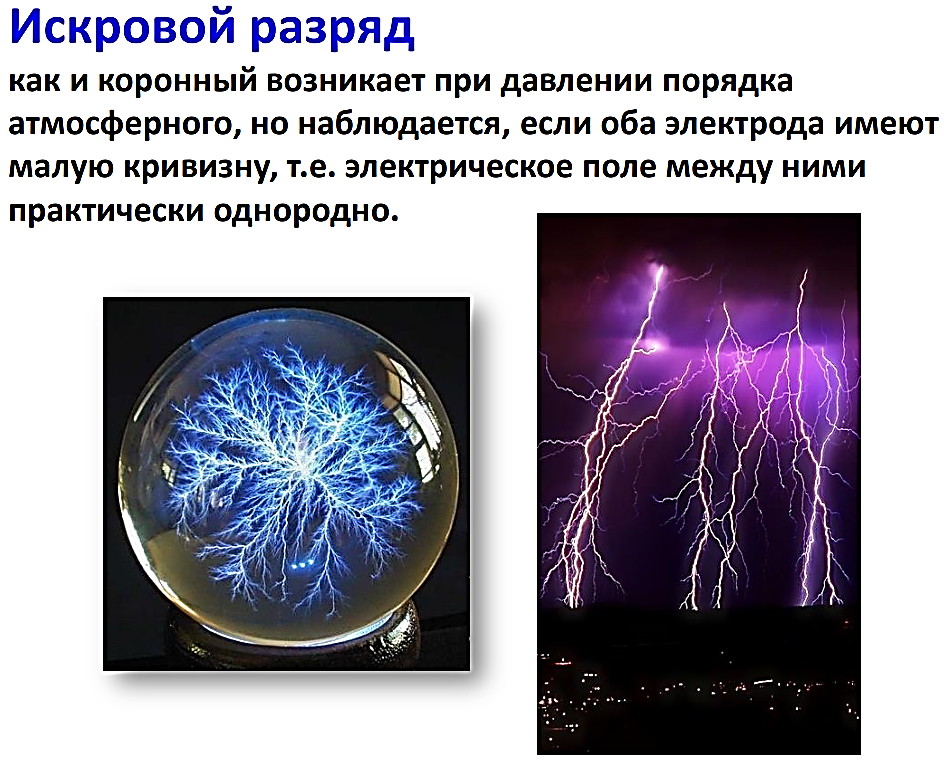 Искровой разряд
как и коронный возникает при давлении порядка
атмосферного, но наблюдается, если оба электрода имеют
малую кривизну, т.е. электрическое поле между ними
практически однородно.